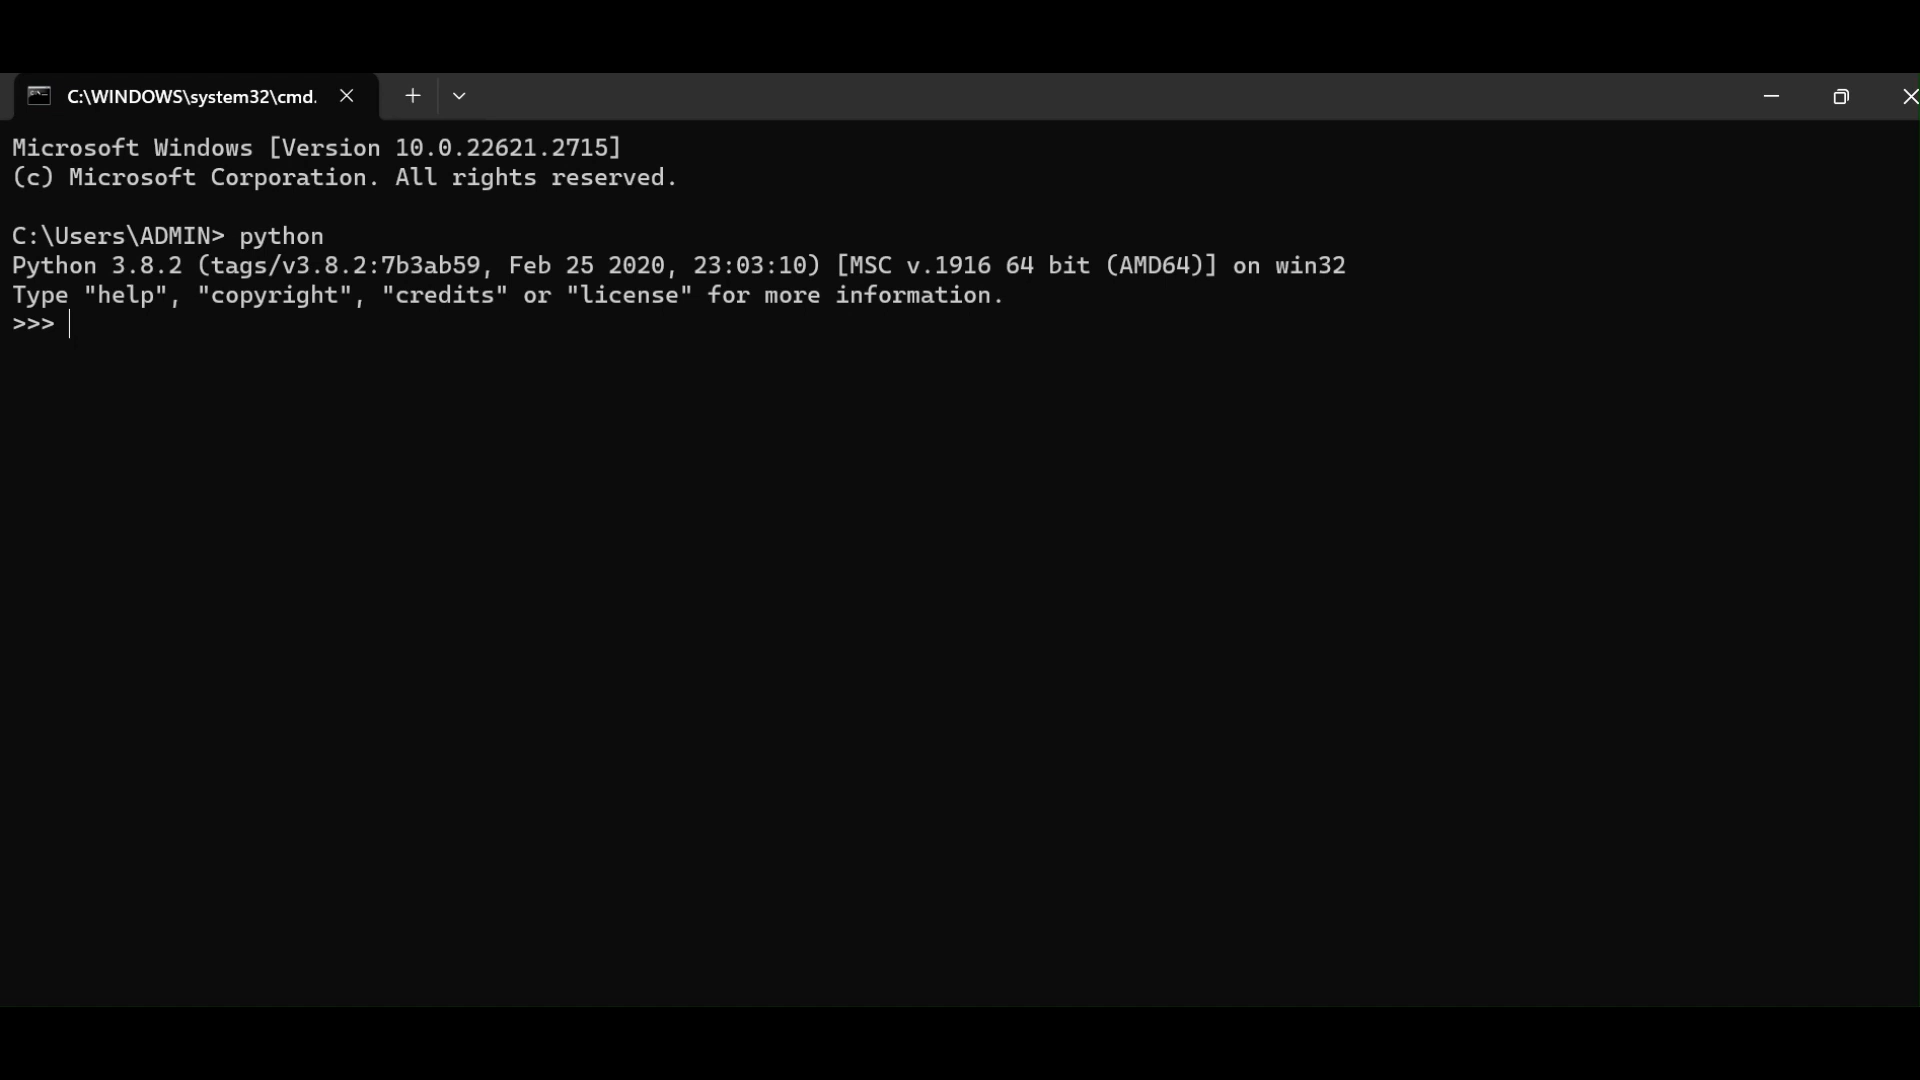 C:\WINDOWS\system32\cmd.
Microsoft Windows [Version 10.0.22621.2715]
(c) Microsoft Corporation. All rights reserved.
C:\Users\ADMIN> python
Python 3.8.2 (tags/v3.8.2:7b3ab59, Feb 25 2020, 23:03:10) [MSC v.1916 64 bit (AMD64)] on win32
Type "help", "copyright", "credits" or "license" for more information.
>>>